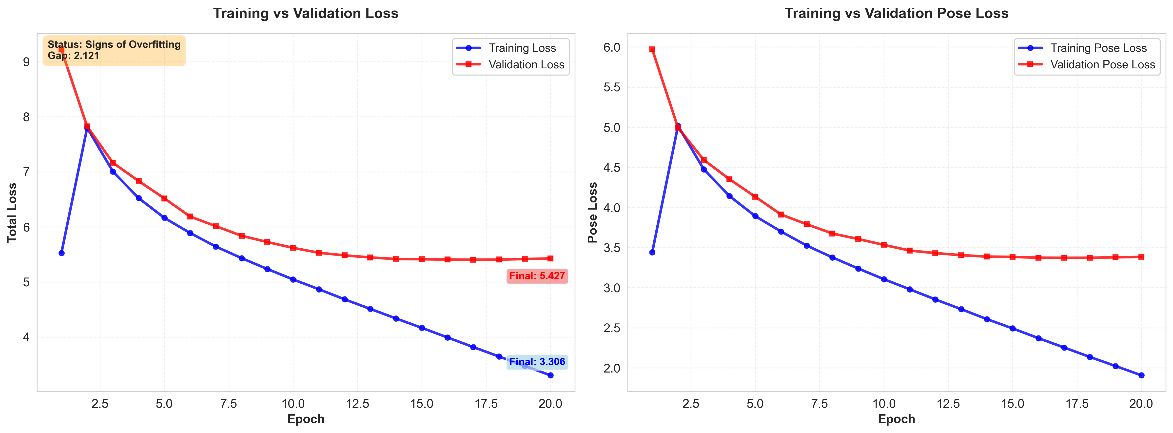 Training vs Validation Loss
Status: Signs of Overfitting
Gap: 2.121
Training Loss
Validation Loss
9
8
7
6
5
4
Total Loss
Final: 5.427
Final: 3.306
2.5 5.0 7.5 10.0 12.5 15.0 17.5 20.0
Epoch
Training vs Validation Pose Loss
Training Pose Loss
Validation Pose Loss
6.0
5.5
5.0
4.5
4.0
3.5
3.0
2.5
2.0
Pose Loss
2.5 5.0 7.5 10.0 12.5 15.0 17.5 20.0
Epoch